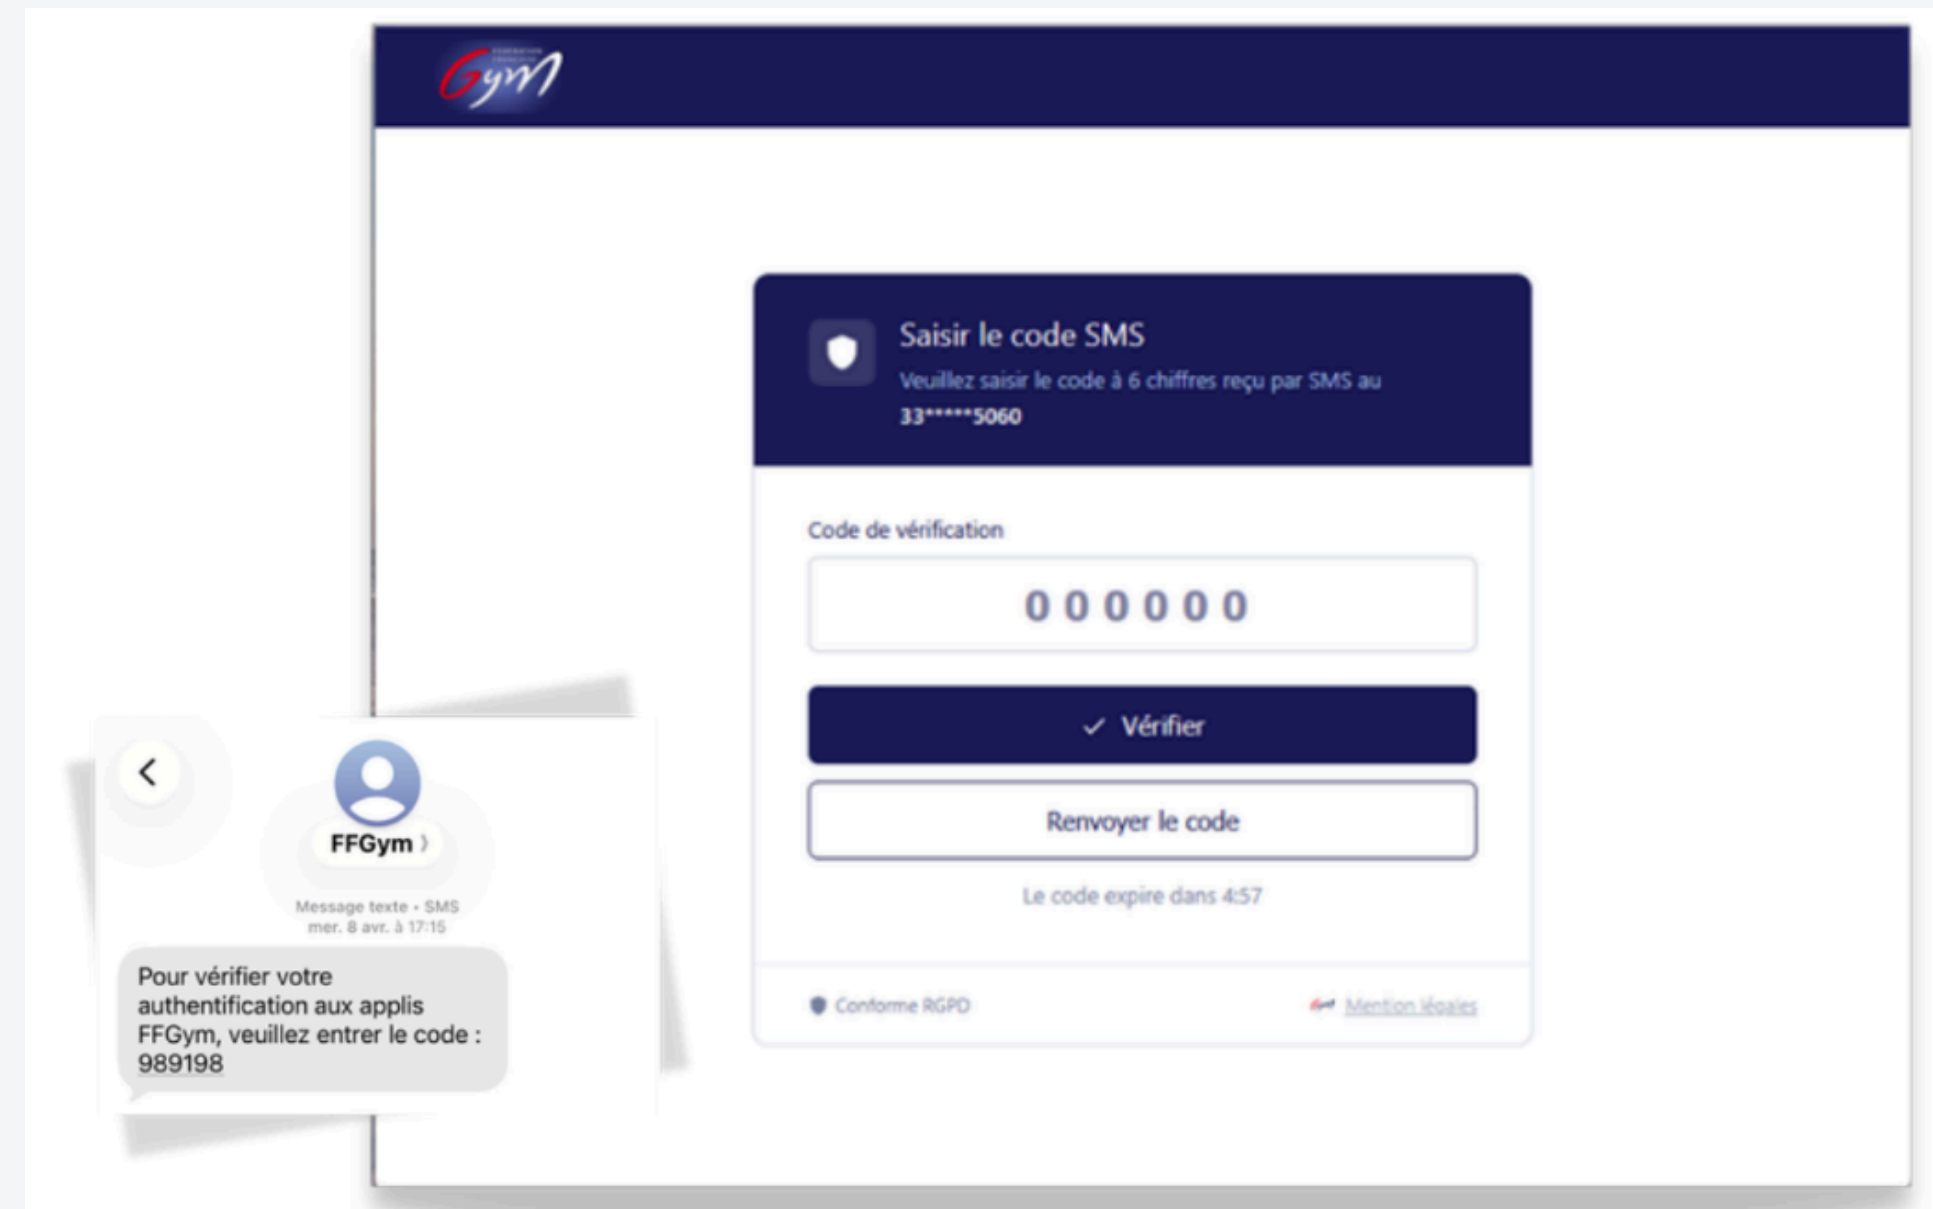 Gym
Saisir le code SMS
Veuillez saisir le code à 6 chiffres reçu par SMS au
33*****5060
Code de vérification
000000
Vérifier
Renvoyer le code
Le code expire dans 4:57
Conforme RGPD
Mention légales
FFGym
Message texte • SMS
mer. 8 avr. à 17:15
Pour vérifier votre
authentification aux applis
FFGym, veuillez entrer le code :
989198